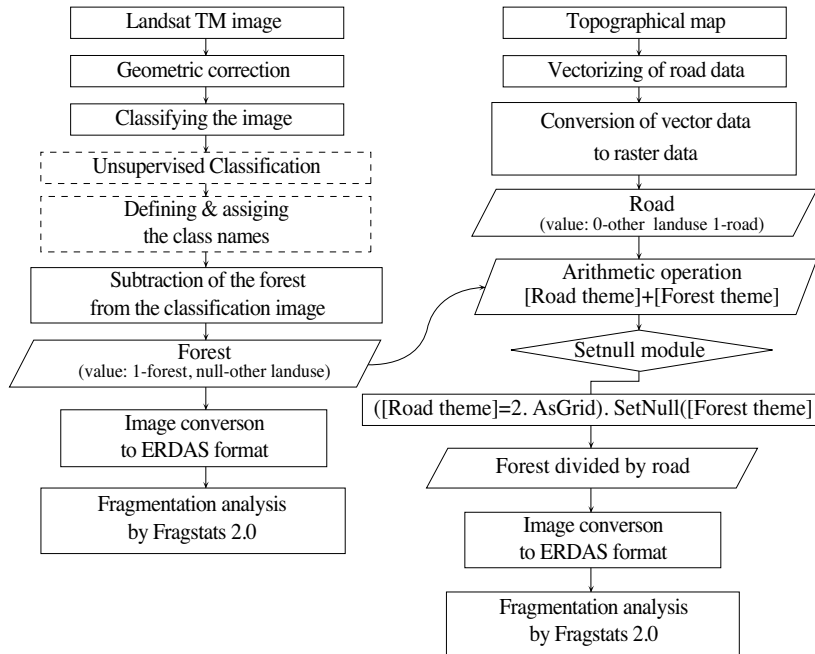 Landsat TM image
Geometric correction
Classifying the image
Unsupervised Classification
Defining & assiging
the class names
Subtraction of the forest
from the classification image
Forest
(value: 1-forest, null-other landuse)
Image converson
to ERDAS format
Fragmentation analysis
by Fragstats 2.0
Topographical map
Vectorizing of road data
Conversion of vector data
to raster data
Road
(value: 0-other landuse 1-road)
Arithmetic operation
[Road theme]+[Forest theme]
Setnull module
([Road theme]=2. AsGrid). SetNull([Forest theme]
Forest divided by road
Image converson
to ERDAS format
Fragmentation analysis
by Fragstats 2.0